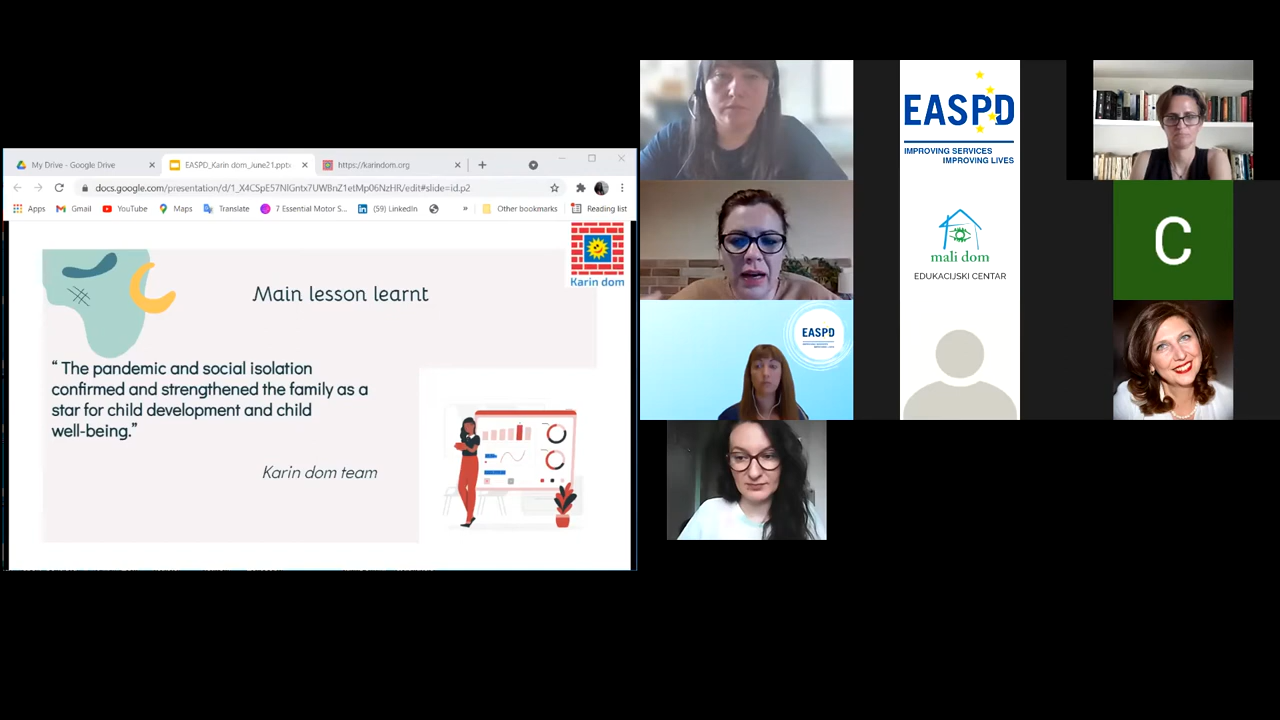 My Drive - Google Drive
EASPD_Karin dom_June21.pptx
https://karindom.org
docs.google.com/presentation/d/1_X4CSpE57NlGntx7UWBnZ1etMp06NzHR/edit#slide=id.p2
Apps
Gmail
YouTube
Maps
Translate
7 Essential Motor S...
(59) LinkedIn
»
Other bookmarks
Reading list
Karin dom
Main lesson learnt
“ The pandemic and social isolation
confirmed and strengthened the family as a
star for child development and child
well-being.”
Karin dom team
EASPD
IMPROVING SERVICES
IMPROVING LIVES
mali dom
EDUKACIJSKI CENTAR
C
EASPD